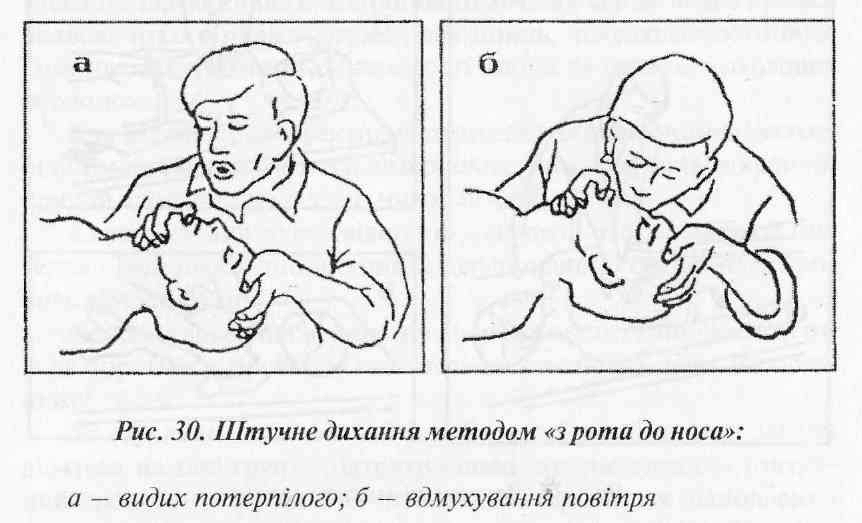 а
б
Рис. 30. Штучне дихання методом «з рота до носа»:
а — видих потерпілого; б — вдмухування повітря